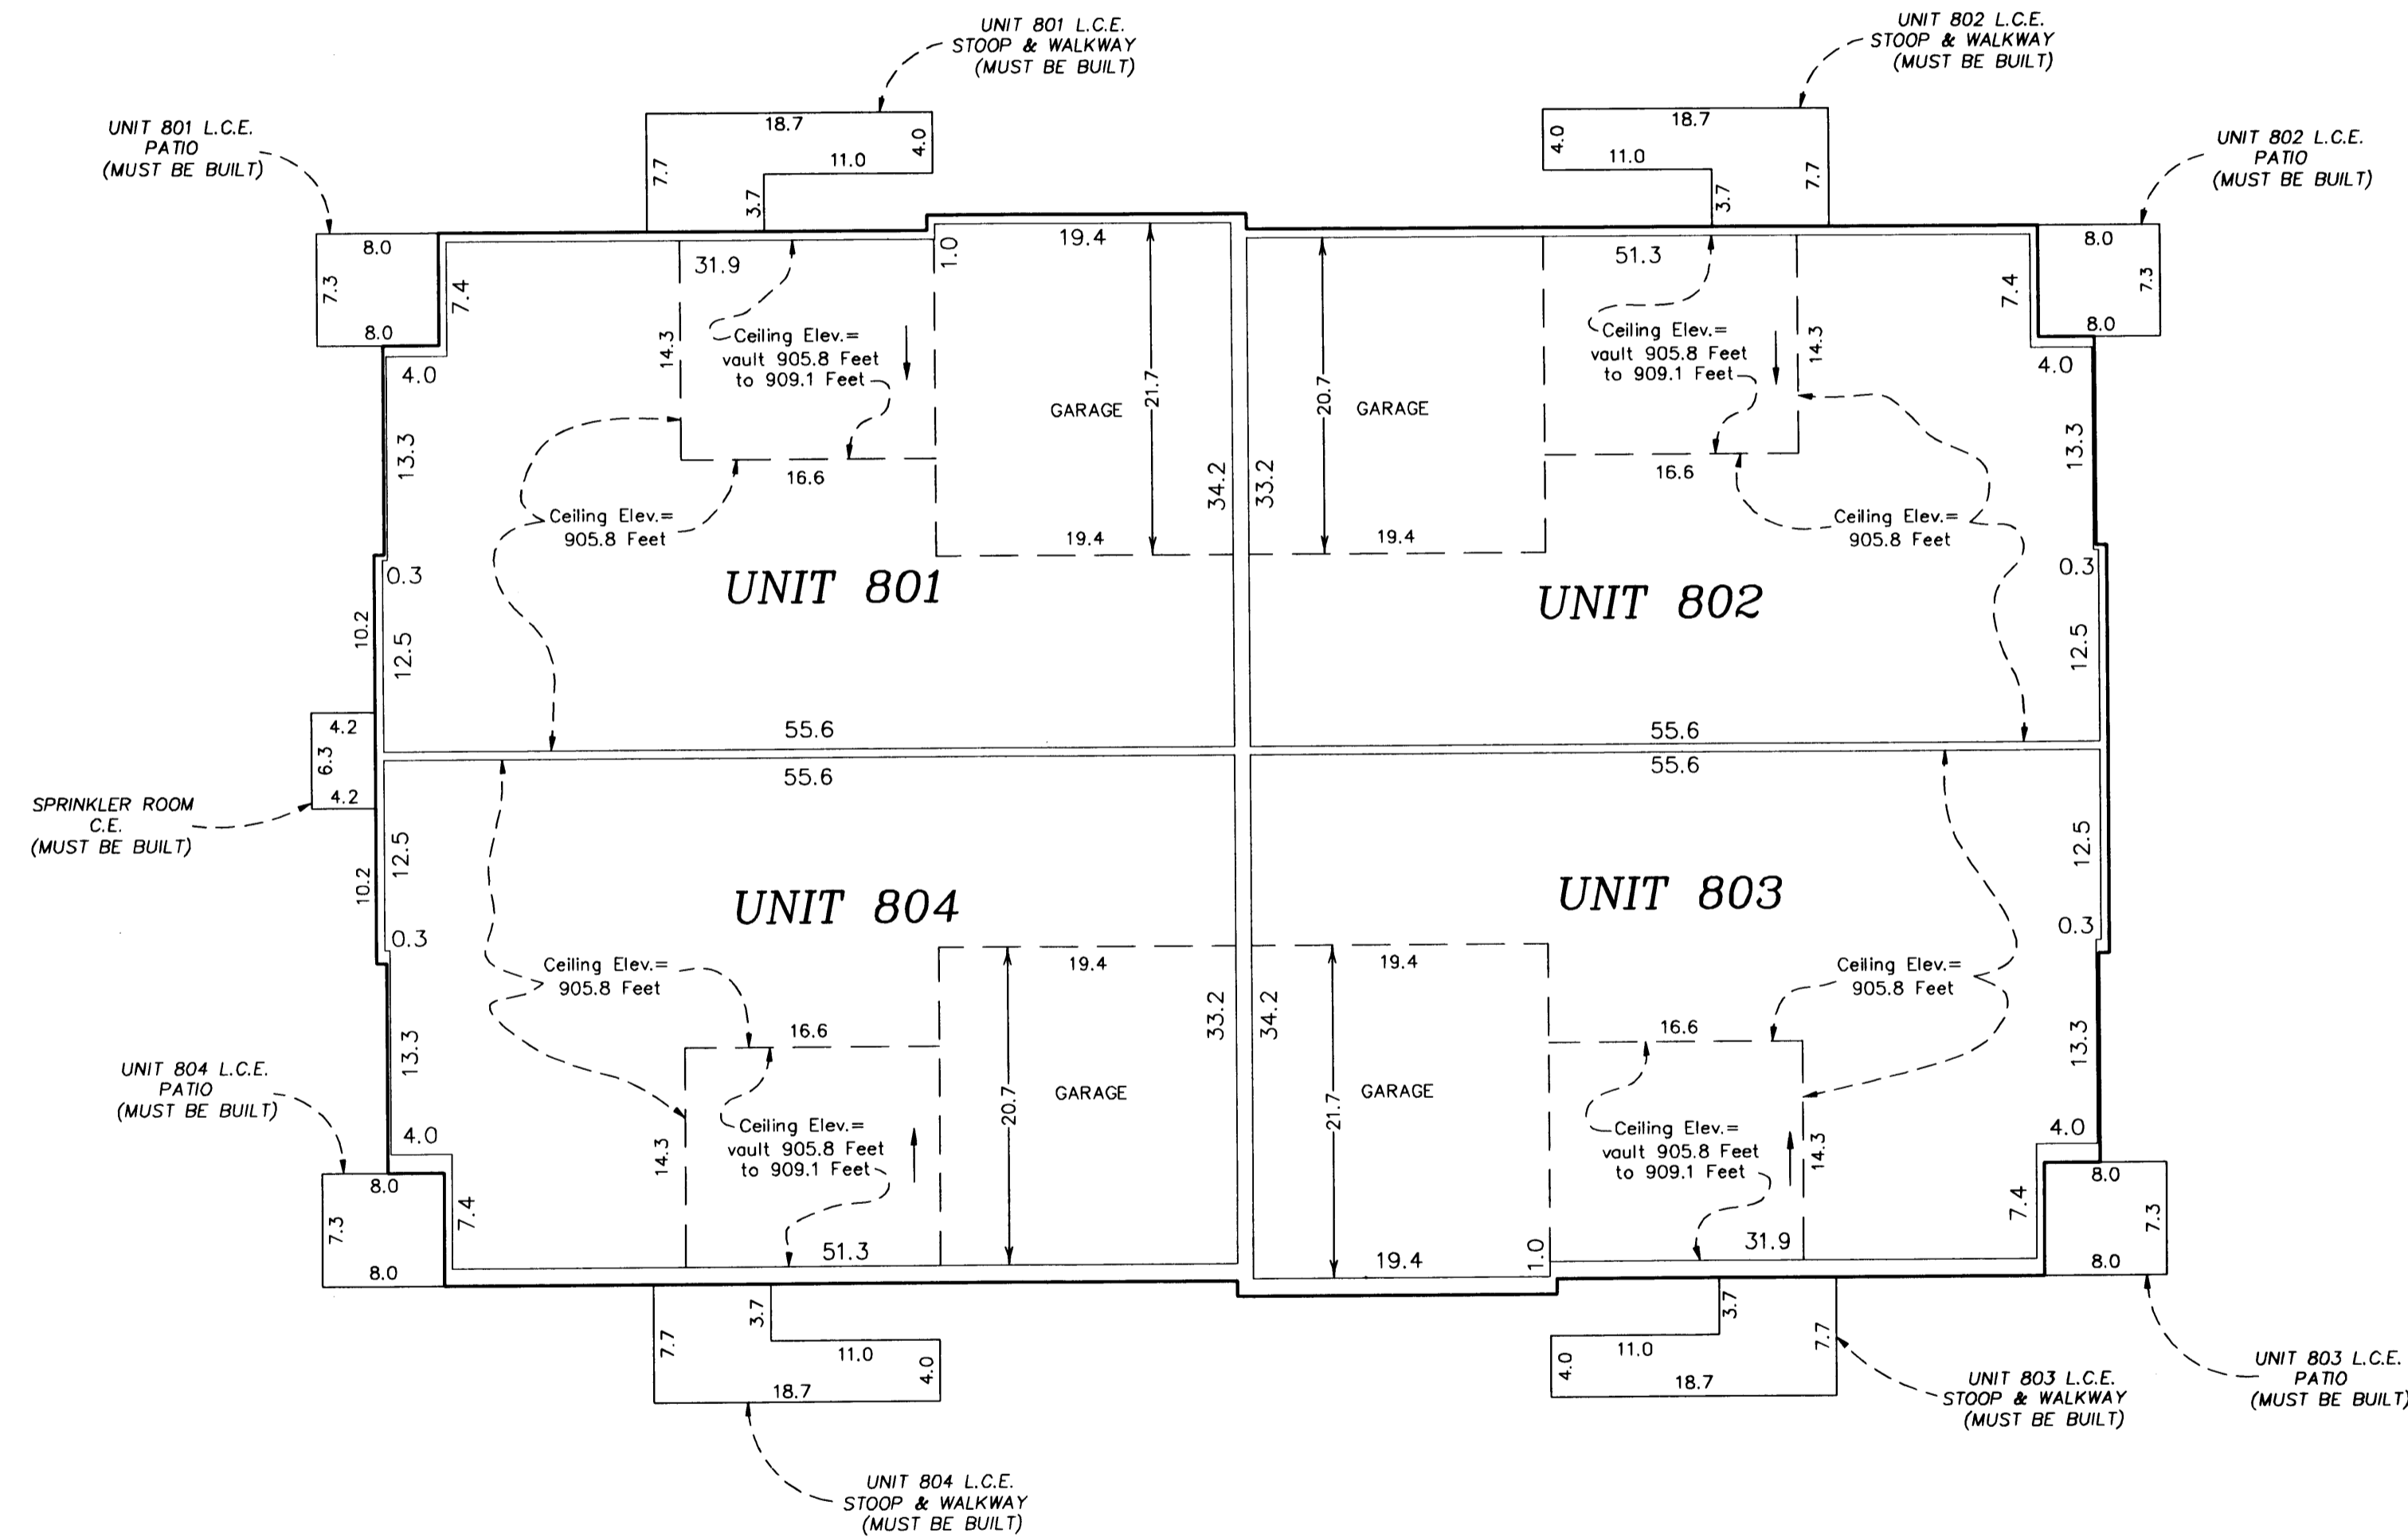 UNIT 801 L.C.E.
STOOP & WALKWAY
(MUST BE BUILT)
UNIT 802 L.C.E.
STOOP & WALKWAY
(MUST BE BUILT)
UNIT 801 L.C.E.
PATIO
(MUST BE BUILT)
UNIT 802 L.C.E.
PATIO
(MUST BE BUILT)
18.7
4.0
11.0
7.7
3.7
18.7
4.0
11.0
7.7
3.7
8.0
7.3
8.0
7.4
31.9
1.0
19.4
51.3
7.4
8.0
7.3
8.0
4.0
14.3
Ceiling Elev.=
vault 905.8 Feet
to 909.1 Feet
GARAGE
21.7
20.7
GARAGE
Ceiling Elev.=
vault 905.8 Feet
to 909.1 Feet
14.3
4.0
13.3
16.6
34.2
33.2
16.6
13.3
Ceiling Elev.=
905.8 Feet
19.4
19.4
Ceiling Elev.=
905.8 Feet
0.3
0.3
UNIT 801
UNIT 802
10.2
12.5
12.5
55.6
55.6
4.2
6.3
4.2
55.6
55.6
SPRINKLER ROOM
C.E.
(MUST BE BUILT)
12.5
12.5
10.2
UNIT 804
UNIT 803
0.3
0.3
Ceiling Elev.=
905.8 Feet
19.4
19.4
Ceiling Elev.=
905.8 Feet
13.3
16.6
33.2
34.2
16.6
13.3
UNIT 804 L.C.E.
PATIO
(MUST BE BUILT)
GARAGE
20.7
21.7
GARAGE
4.0
14.3
Ceiling Elev.=
vault 905.8 Feet
to 909.1 Feet
Ceiling Elev.=
vault 905.8 Feet
to 909.1 Feet
14.3
4.0
8.0
7.3
8.0
7.4
51.3
19.4
1.0
31.9
7.4
8.0
7.3
8.0
7.7
3.7
11.0
4.0
18.7
3.7
7.7
11.0
4.0
18.7
UNIT 803 L.C.E.
STOOP & WALKWAY
(MUST BE BUILT)
UNIT 803 L.C.E.
PATIO
(MUST BE BUILT)
UNIT 804 L.C.E.
STOOP & WALKWAY
(MUST BE BUILT)